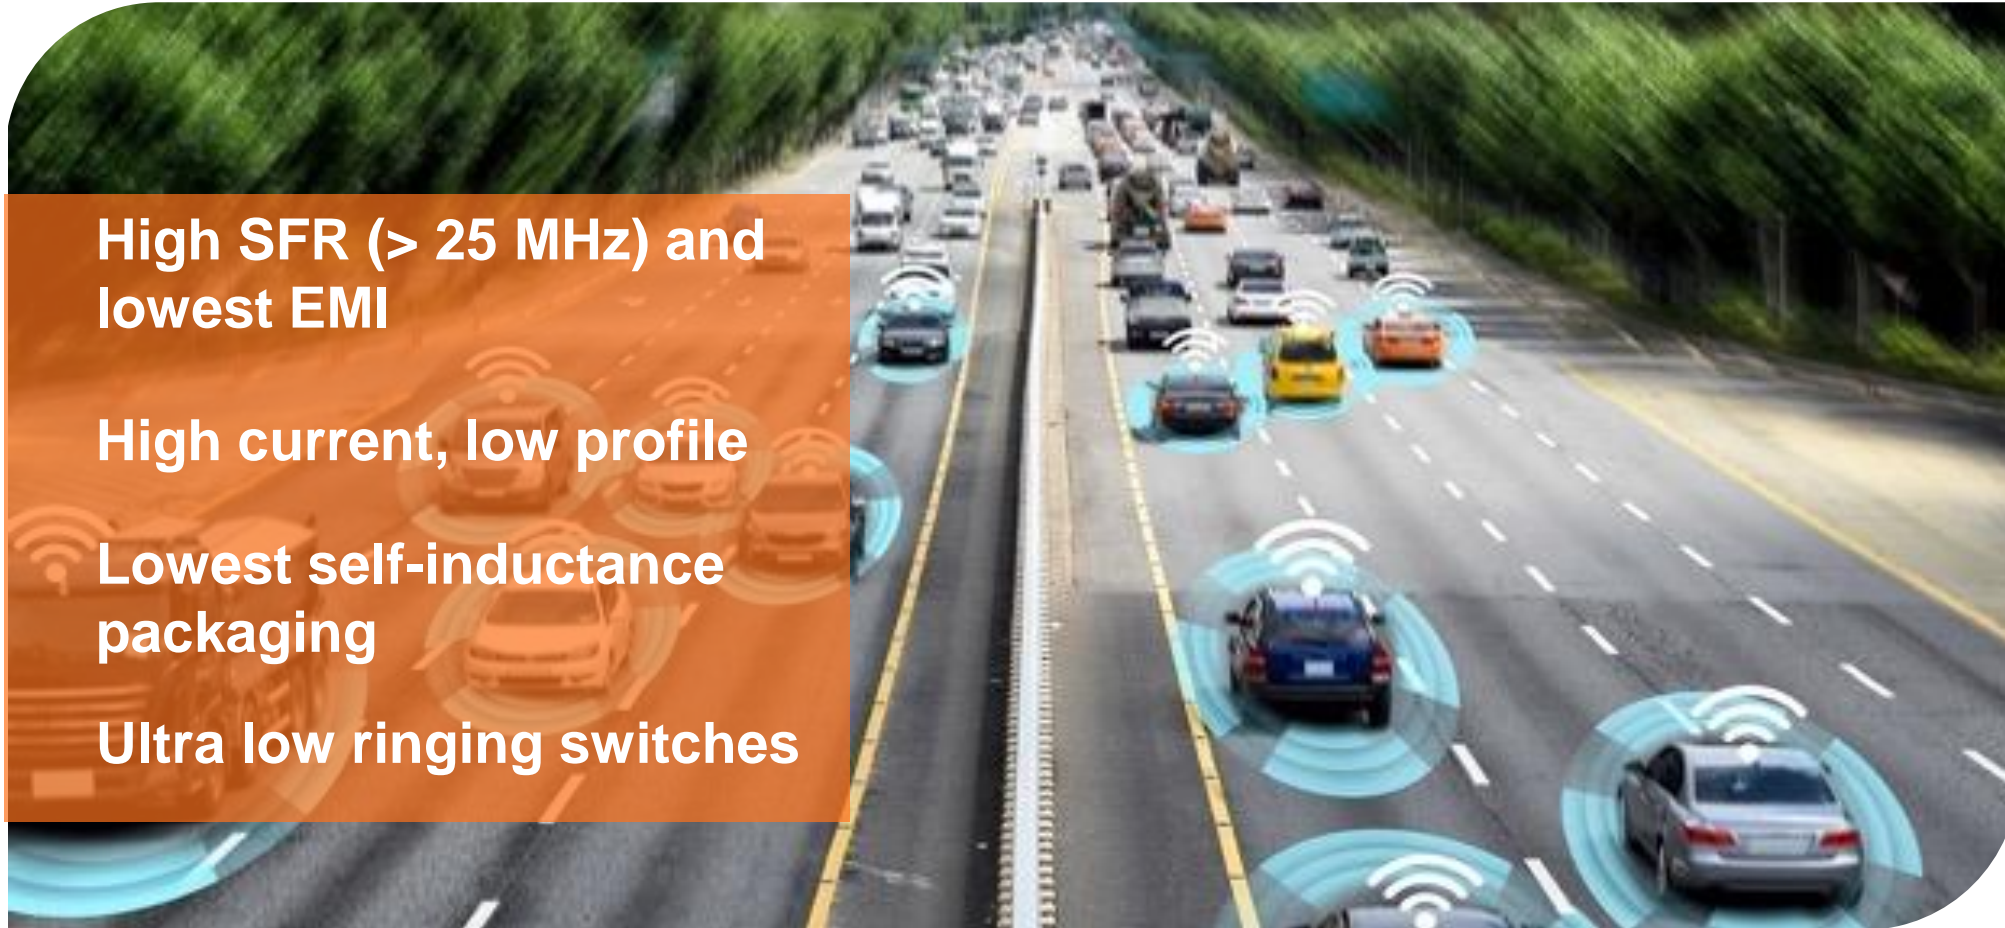 High SFR (> 25 MHz) and
lowest EMI
High current, low profile
Lowest self-inductance
packaging
Ultra low ringing switches